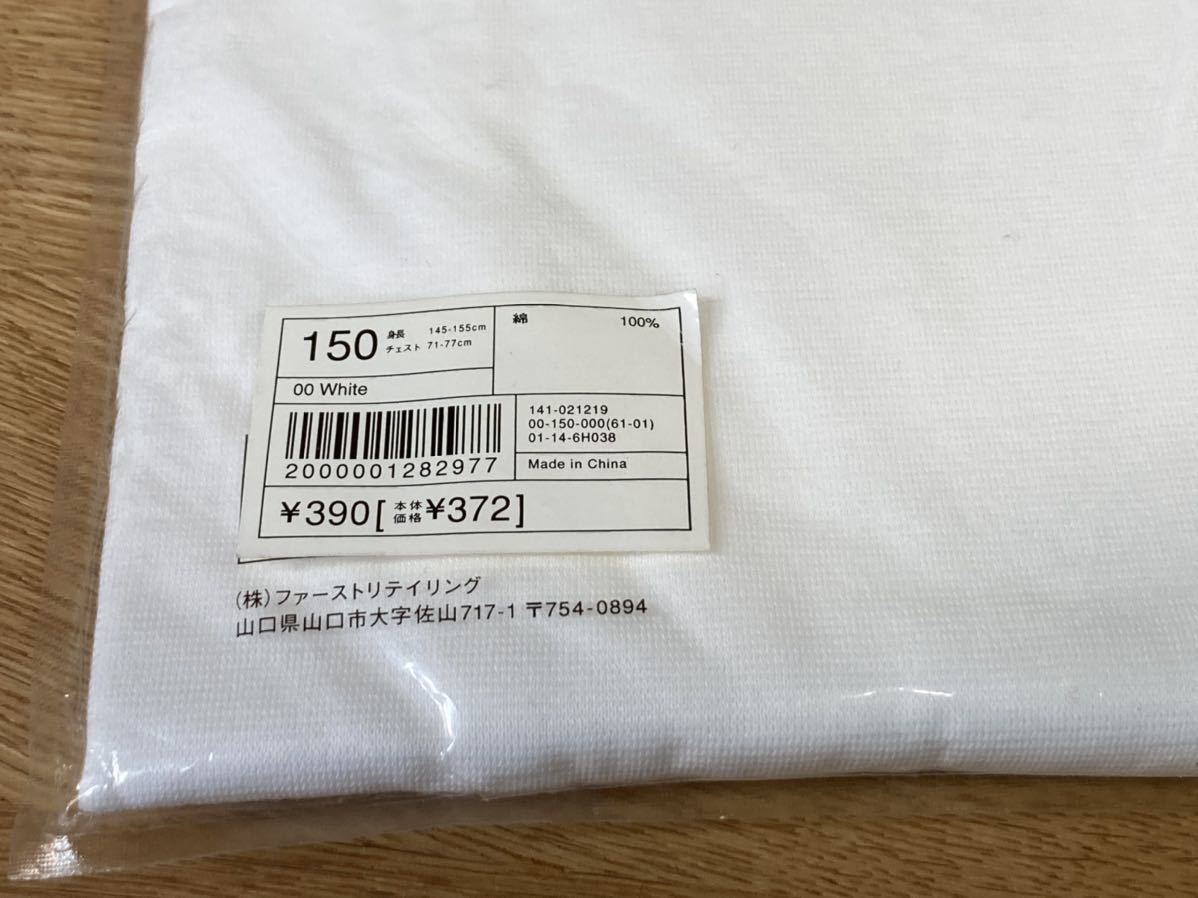 150 身長 145-155cm
チェスト 71-77cm
綿 100%
00 White
2000001282977
141-021219
00-150-000(61-01)
01-14-6H038
Made in China
¥390[本体価格¥372]
(株)ファーストリテイリング
山口県山口市大字佐山717-1 〒754-0894